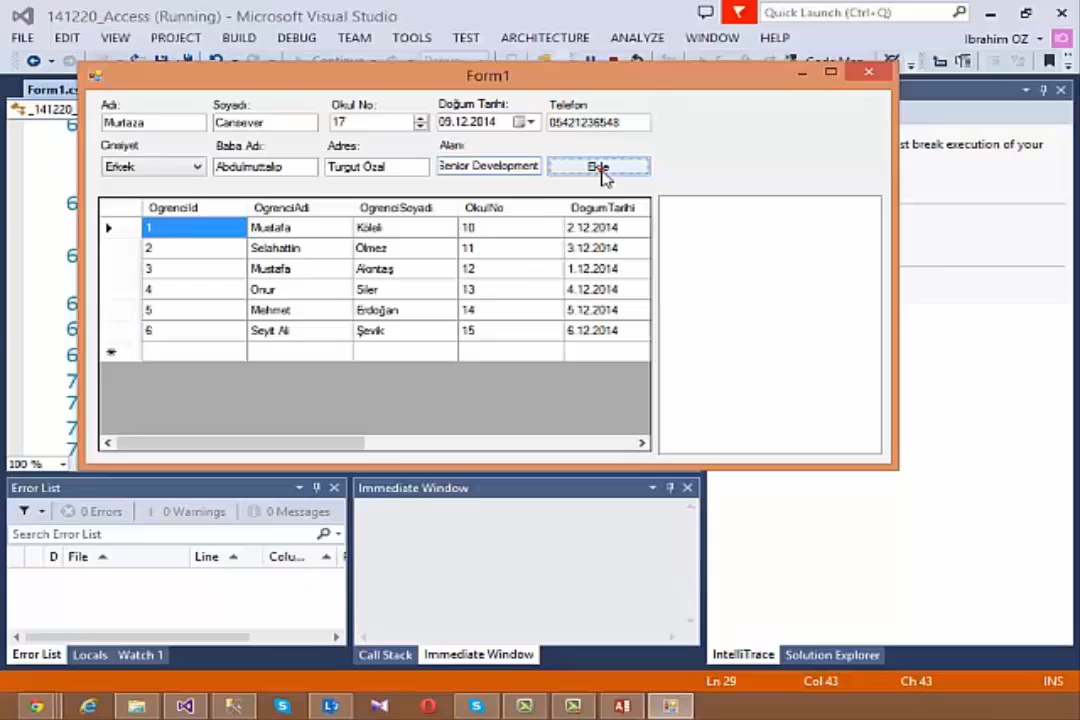 141220_Access (Running) - Microsoft Visual Studio
Quick Launch (Ctrl+Q)
FILE EDIT VIEW PROJECT BUILD DEBUG TEAM TOOLS TEST ARCHITECTURE ANALYZE WINDOW HELP
Ibrahim OZ
Form1
Form1.cs
_141220_
st break execution of your
Adı: Soyadı: Okul No: Doğum Tarihi: Telefon
Murtaza Cansever 17 09.12.2014 05421236548
Cinsiyet Baba Adı: Adres: Alanı:
Erkek Abdulmuttalip Turgut Özal Senior Development Ekle
OgrenciId OgrenciAdi OgrenciSoyadi OkulNo DogumTarihi
1 Mustafa Köleli 10 2.12.2014
2 Selahattin Ölmez 11 3.12.2014
3 Mustafa Akıntaş 12 1.12.2014
4 Onur Siler 13 4.12.2014
5 Mehmet Erdoğan 14 5.12.2014
6 Seyit Ali Şevik 15 6.12.2014
100 %
Error List
Immediate Window
0 Errors 0 Warnings 0 Messages
Search Error List
D File Line Colu...
Error List Locals Watch 1
Call Stack Immediate Window
IntelliTrace Solution Explorer
Ln 29 Col 43 Ch 43 INS